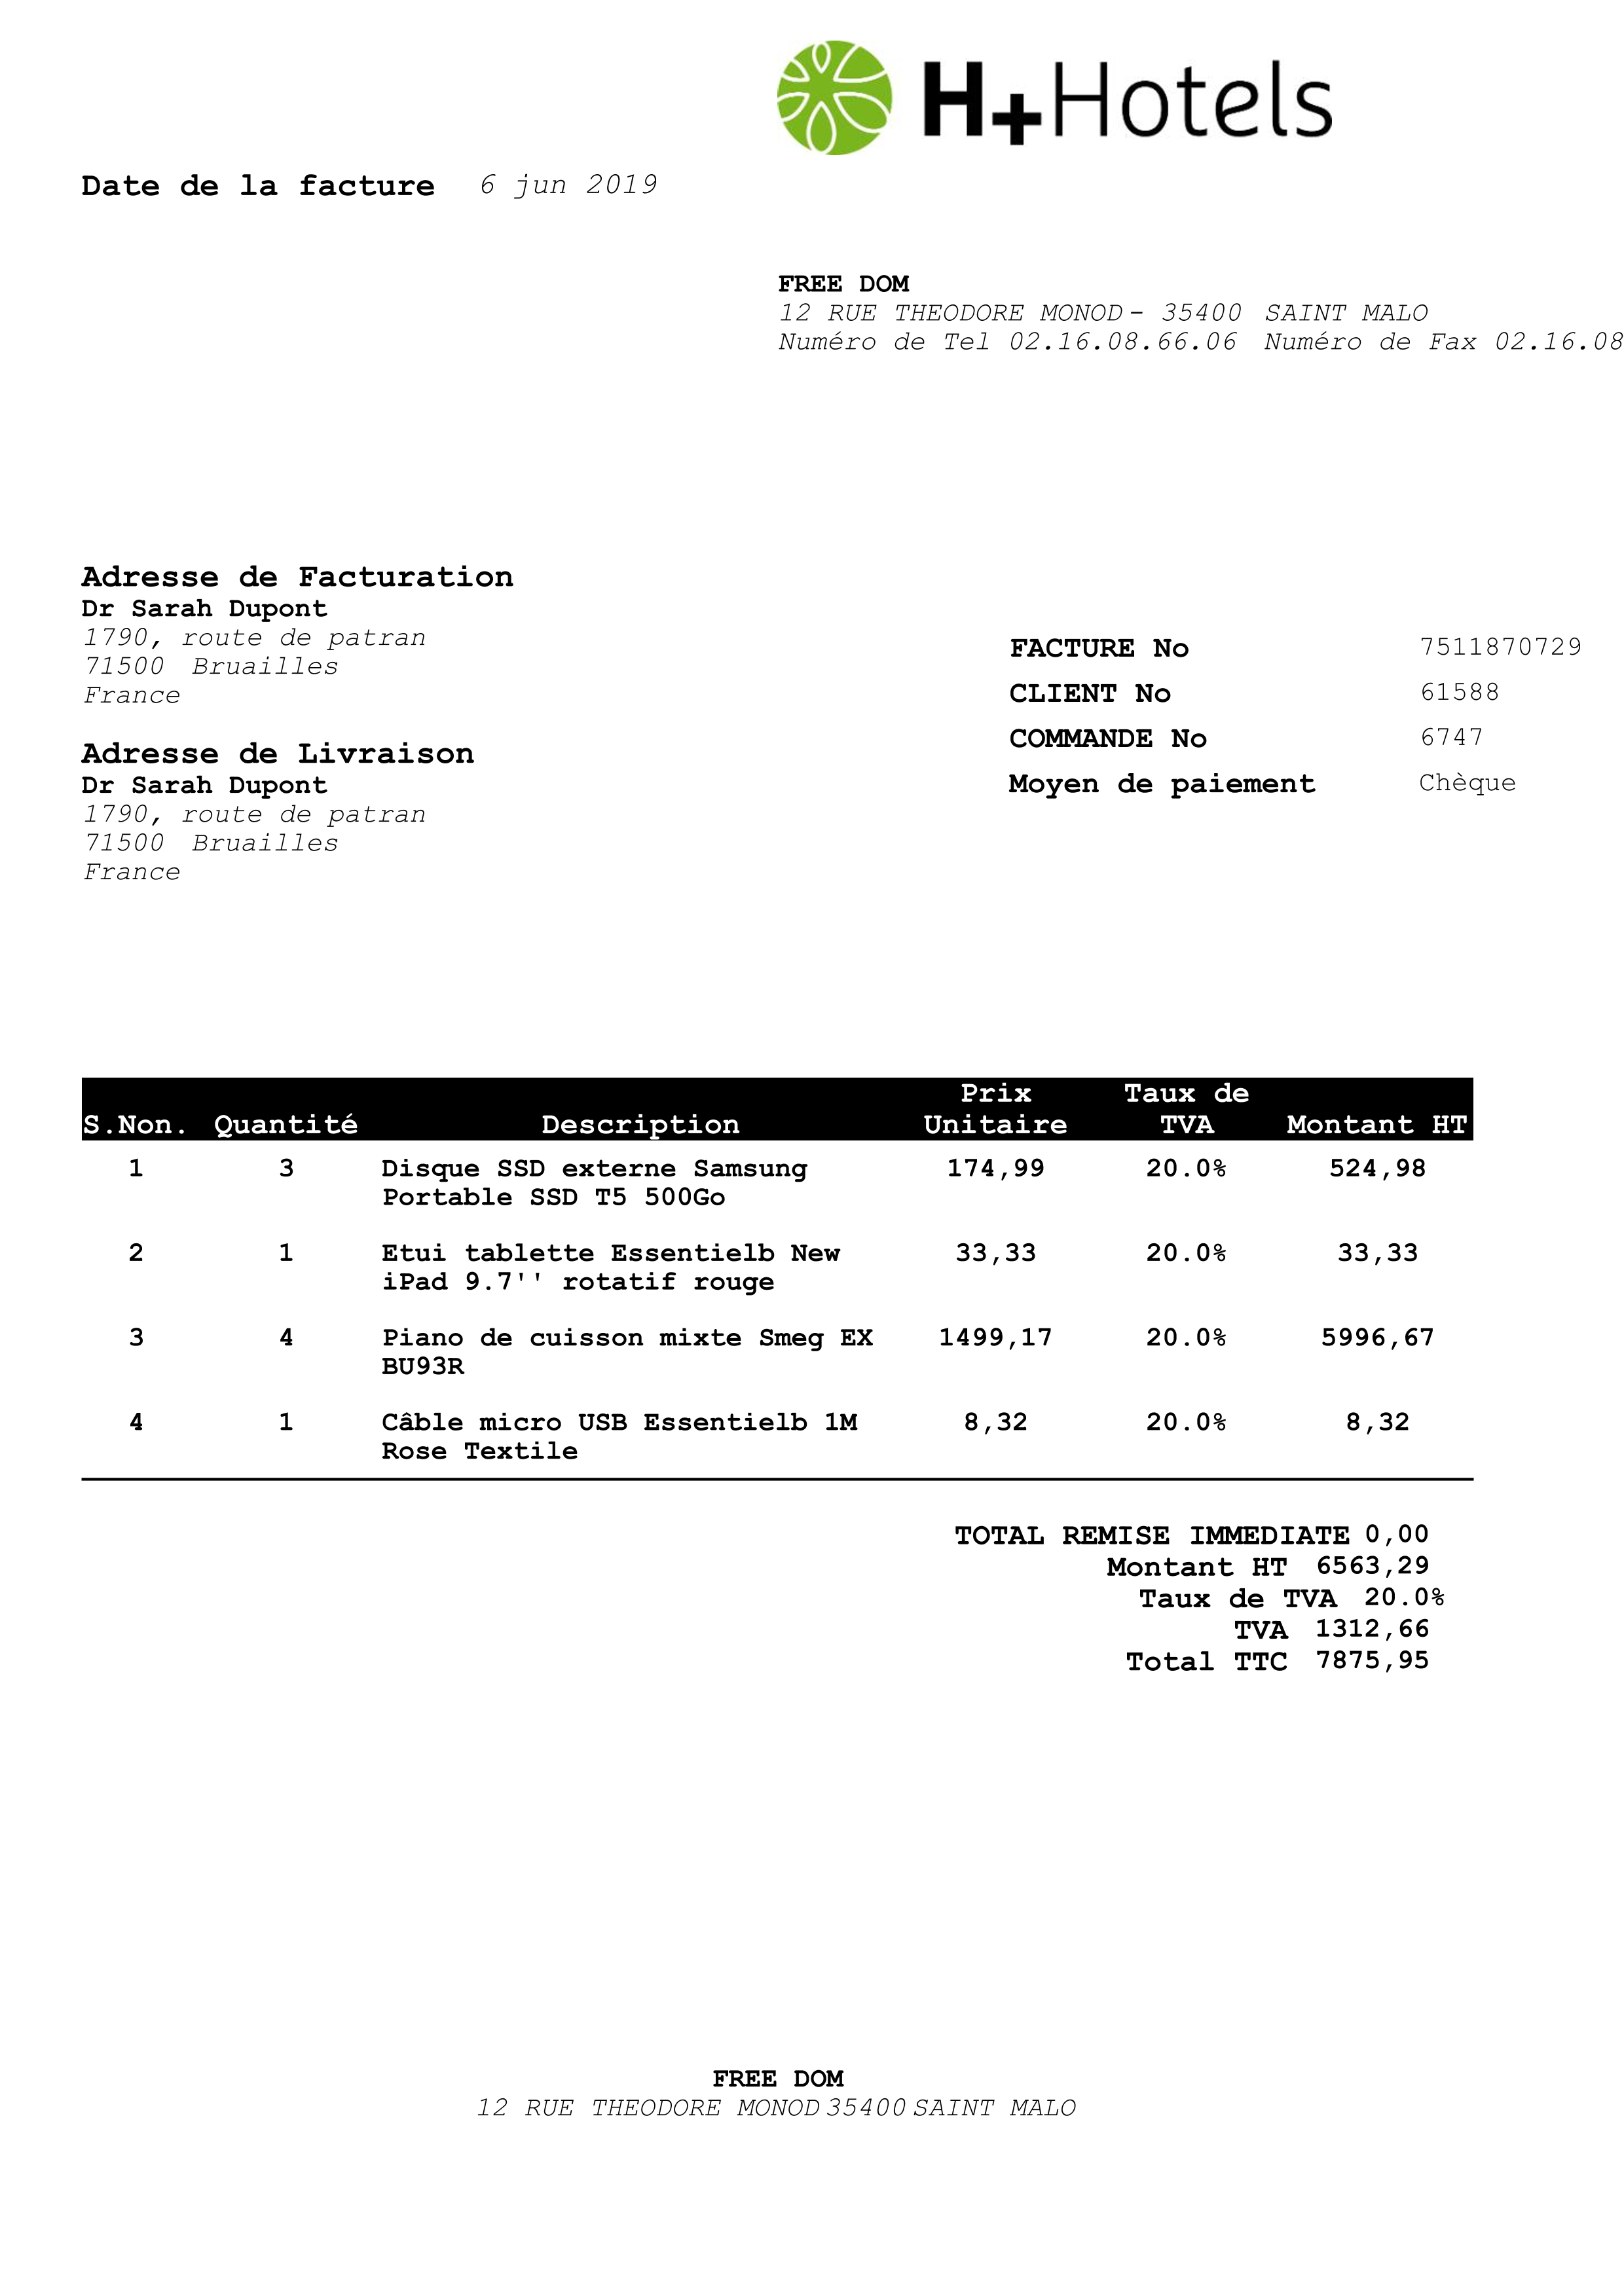 H+Hotels
Date de la facture 6 jun 2019
FREE DOM
12 RUE THEODORE MONOD - 35400 SAINT MALO
Numéro de Tel 02.16.08.66.06 Numéro de Fax 02.16.08
Adresse de Facturation
Dr Sarah Dupont
1790, route de patran
71500 Bruailles
France
FACTURE No 7511870729
CLIENT No 61588
COMMANDE No 6747
Moyen de paiement Chèque
Adresse de Livraison
Dr Sarah Dupont
1790, route de patran
71500 Bruailles
France
Prix Taux de
S.Non. Quantité Description Unitaire TVA Montant HT
1 3 Disque SSD externe Samsung 174,99 20.0% 524,98
Portable SSD T5 500Go
2 1 Etui tablette Essentielb New 33,33 20.0% 33,33
iPad 9.7'' rotatif rouge
3 4 Piano de cuisson mixte Smeg EX 1499,17 20.0% 5996,67
BU93R
4 1 Câble micro USB Essentielb 1M 8,32 20.0% 8,32
Rose Textile
TOTAL REMISE IMMEDIATE 0,00
Montant HT 6563,29
Taux de TVA 20.0%
TVA 1312,66
Total TTC 7875,95
FREE DOM
12 RUE THEODORE MONOD 35400 SAINT MALO